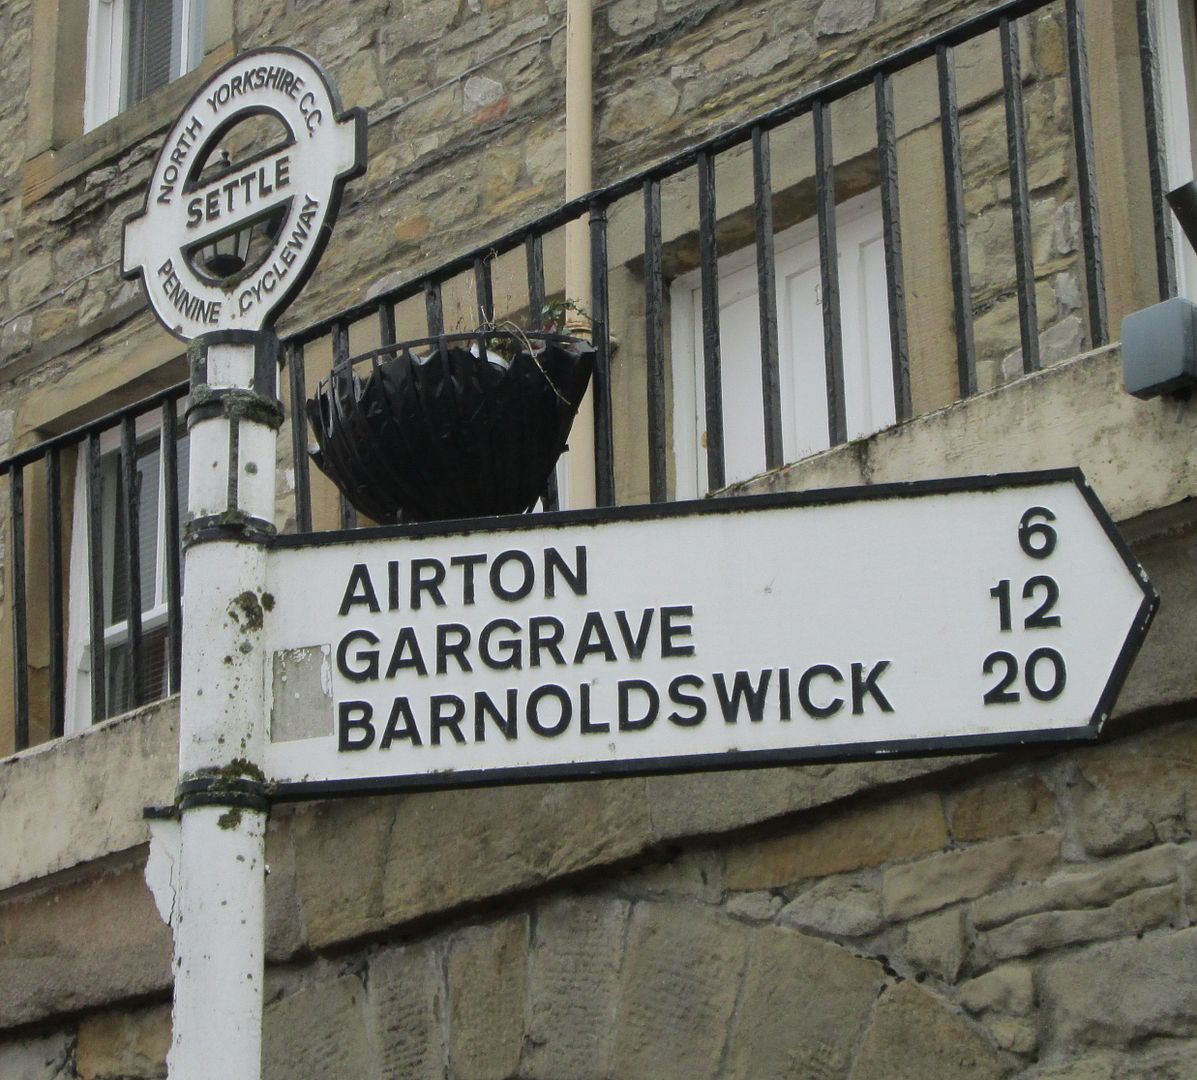 NORTH YORKSHIRE C.C.
SETTLE
PENNINE CYCLEWAY
AIRTON 6
GARGRAVE 12
BARNOLDSWICK 20